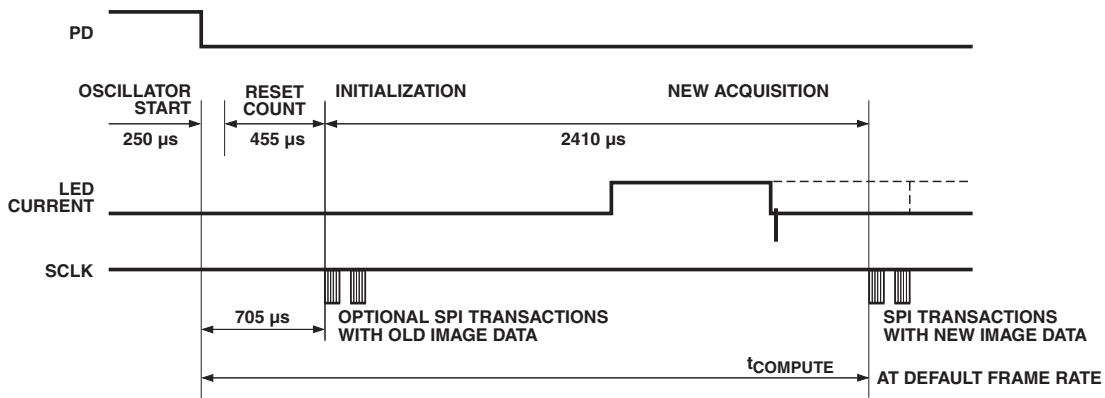 PD
OSCILLATOR
START
RESET
COUNT
INITIALIZATION
NEW ACQUISITION
250 µs
455 µs
2410 µs
LED
CURRENT
SCLK
705 µs
OPTIONAL SPI TRANSACTIONS
WITH OLD IMAGE DATA
SPI TRANSACTIONS
WITH NEW IMAGE DATA
tCOMPUTE
AT DEFAULT FRAME RATE